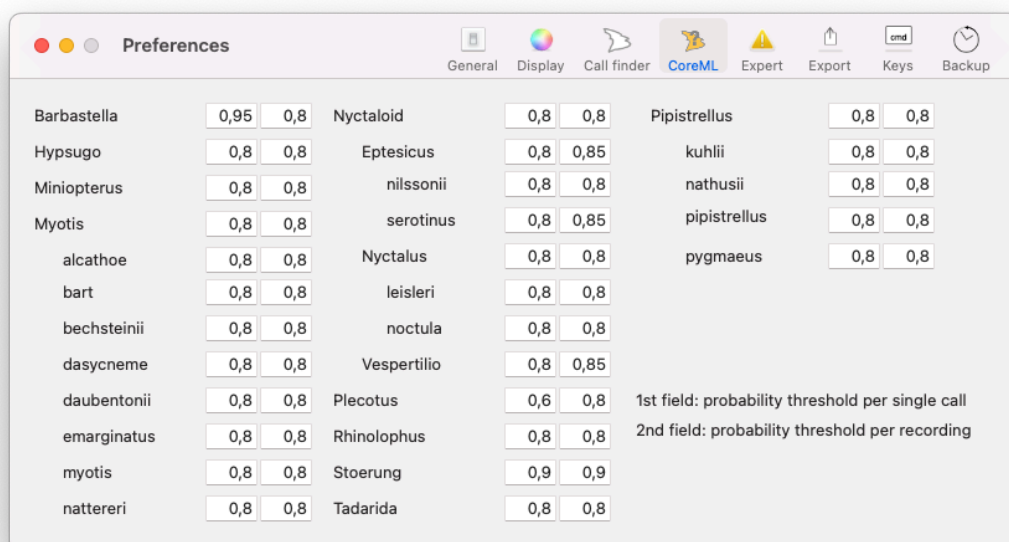 Preferences
General Display Call finder CoreML Expert Export Keys Backup
cmd
Barbastella 0,95 0,8
Hypsugo 0,8 0,8
Miniopterus 0,8 0,8
Myotis 0,8 0,8
alcathoe 0,8 0,8
bart 0,8 0,8
bechsteinii 0,8 0,8
dasycneme 0,8 0,8
daubentonii 0,8 0,8
emarginatus 0,8 0,8
myotis 0,8 0,8
nattereri 0,8 0,8
Nyctaloid 0,8 0,8
Eptesicus 0,8 0,85
nilssonii 0,8 0,8
serotinus 0,8 0,85
Nyctalus 0,8 0,8
leisleri 0,8 0,8
noctula 0,8 0,8
Vespertilio 0,8 0,85
Plecotus 0,6 0,8
Rhinolophus 0,8 0,8
Stoerung 0,9 0,9
Tadarida 0,8 0,8
Pipistrellus 0,8 0,8
kuhlii 0,8 0,8
nathusii 0,8 0,8
pipistrellus 0,8 0,8
pygmaeus 0,8 0,8
1st field: probability threshold per single call
2nd field: probability threshold per recording